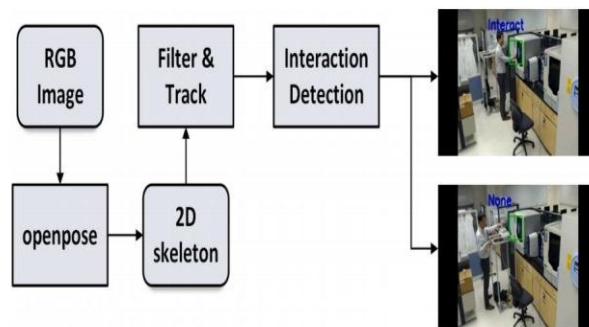 RGB
Image
openpose
2D
skeleton
Filter &
Track
Interaction
Detection
Interact
None